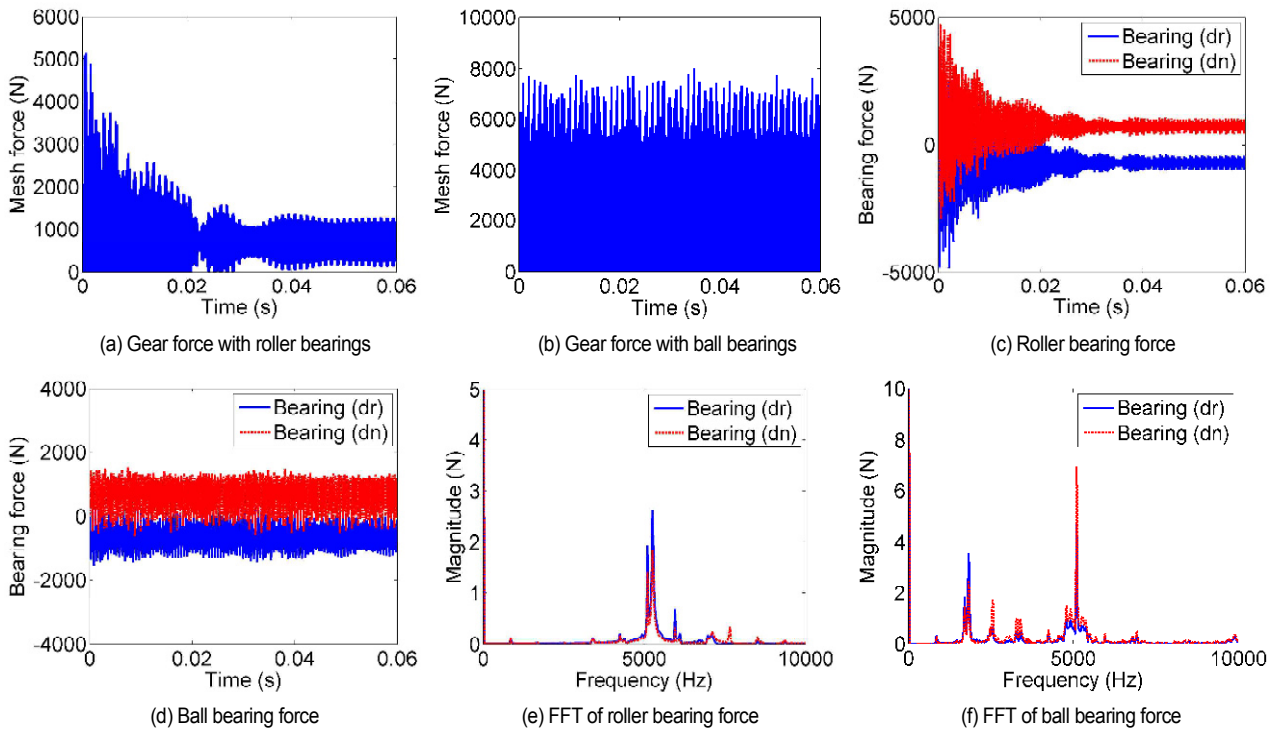 6000
5000
4000
3000
2000
1000
0
Mesh force (N)
0 0.02 0.04 0.06
Time (s)
(a) Gear force with roller bearings
10000
8000
6000
4000
2000
0
Mesh force (N)
0 0.02 0.04 0.06
Time (s)
(b) Gear force with ball bearings
5000
0
-5000
Bearing force (N)
Bearing (dr)
Bearing (dn)
0 0.02 0.04 0.06
Time (s)
(c) Roller bearing force
4000
2000
0
-2000
-4000
Bearing force (N)
Bearing (dr)
Bearing (dn)
0 0.02 0.04 0.06
Time (s)
(d) Ball bearing force
5
4
3
2
1
0
Magnitude (N)
Bearing (dr)
Bearing (dn)
0 5000 10000
Frequency (Hz)
(e) FFT of roller bearing force
10
8
6
4
2
0
Magnitude (N)
Bearing (dr)
Bearing (dn)
0 5000 10000
Frequency (Hz)
(f) FFT of ball bearing force